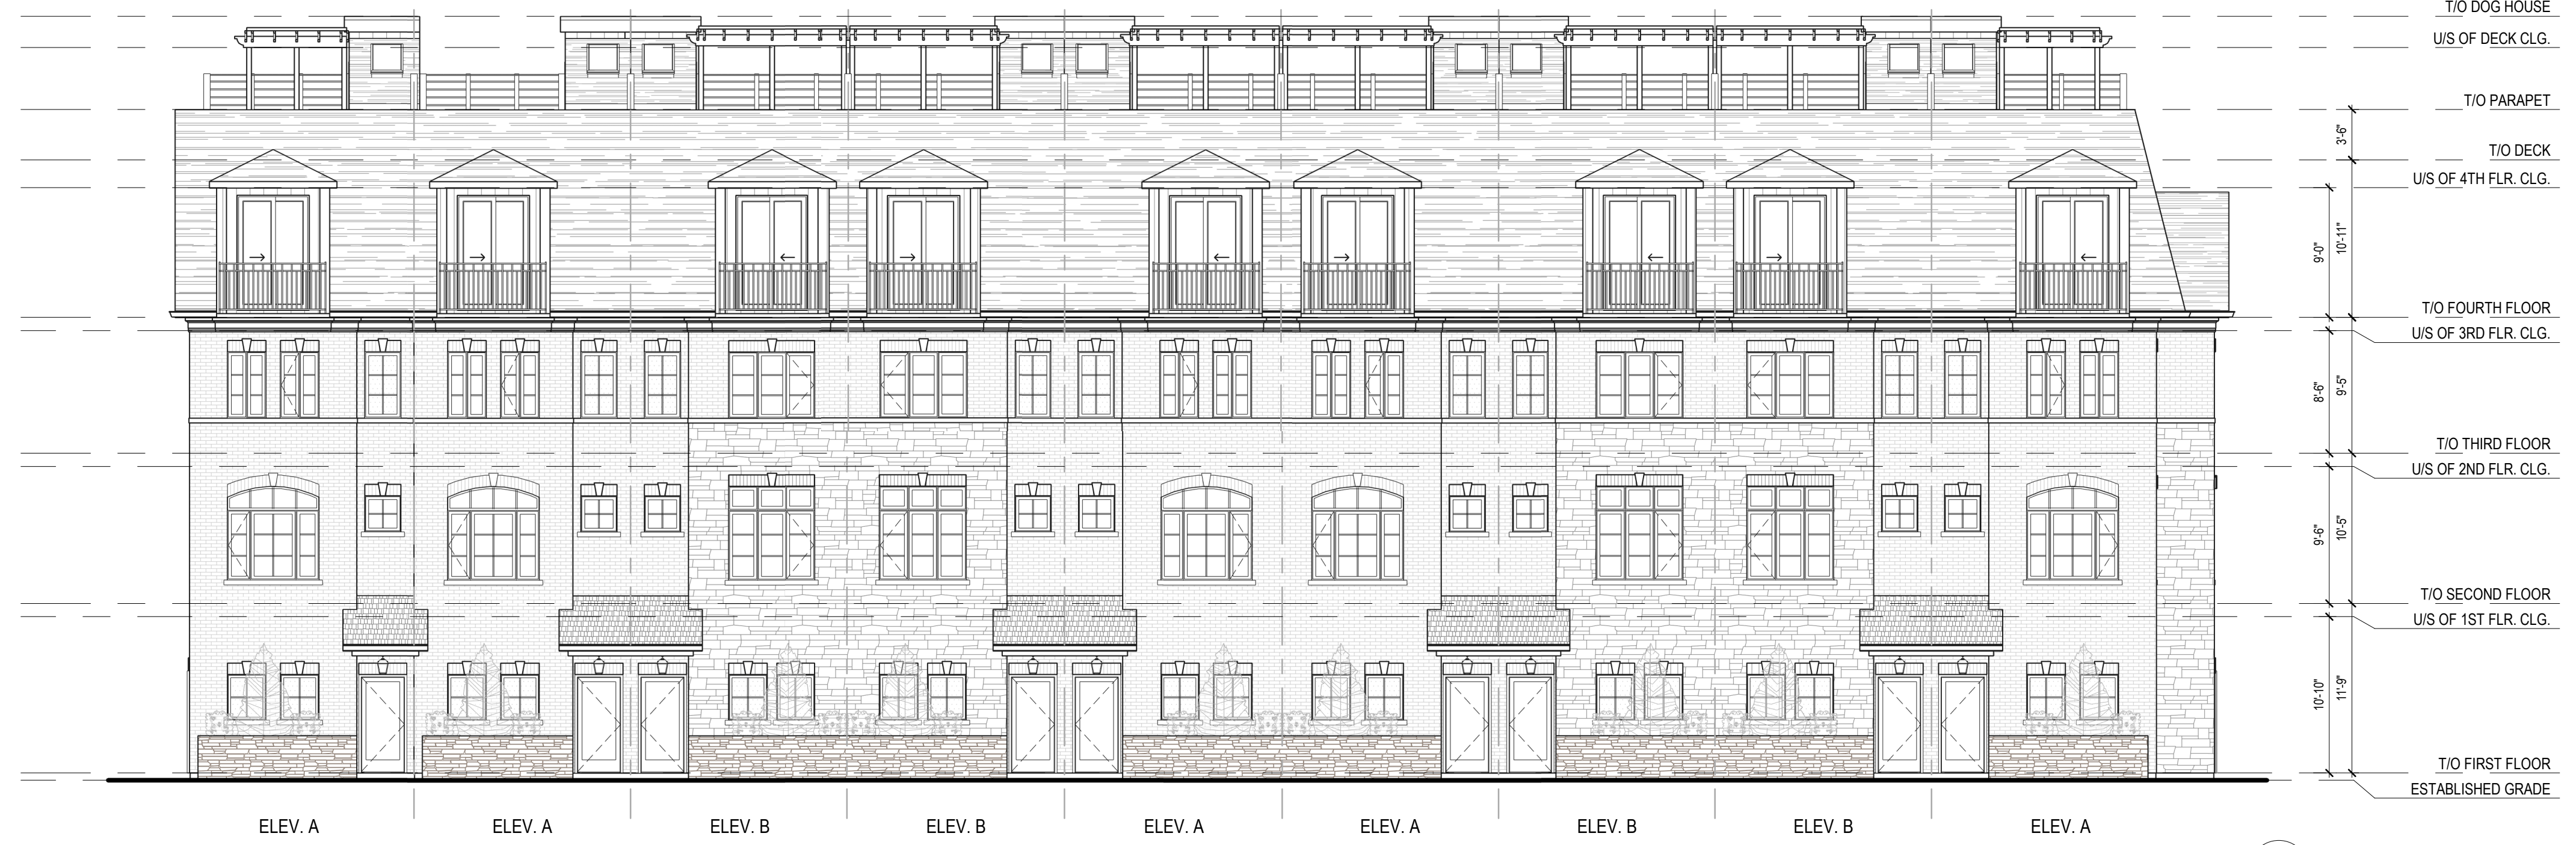 T/O DOG HOUSE
U/S OF DECK CLG.
T/O PARAPET
3'-6"
T/O DECK
U/S OF 4TH FLR. CLG.
9'-0"
10'-11"
T/O FOURTH FLOOR
U/S OF 3RD FLR. CLG.
8'-6"
9'-5"
T/O THIRD FLOOR
U/S OF 2ND FLR. CLG.
9'-6"
10'-5"
T/O SECOND FLOOR
U/S OF 1ST FLR. CLG.
10'-10"
11'-9"
T/O FIRST FLOOR
ESTABLISHED GRADE
ELEV. A
ELEV. A
ELEV. B
ELEV. B
ELEV. A
ELEV. A
ELEV. B
ELEV. B
ELEV. A